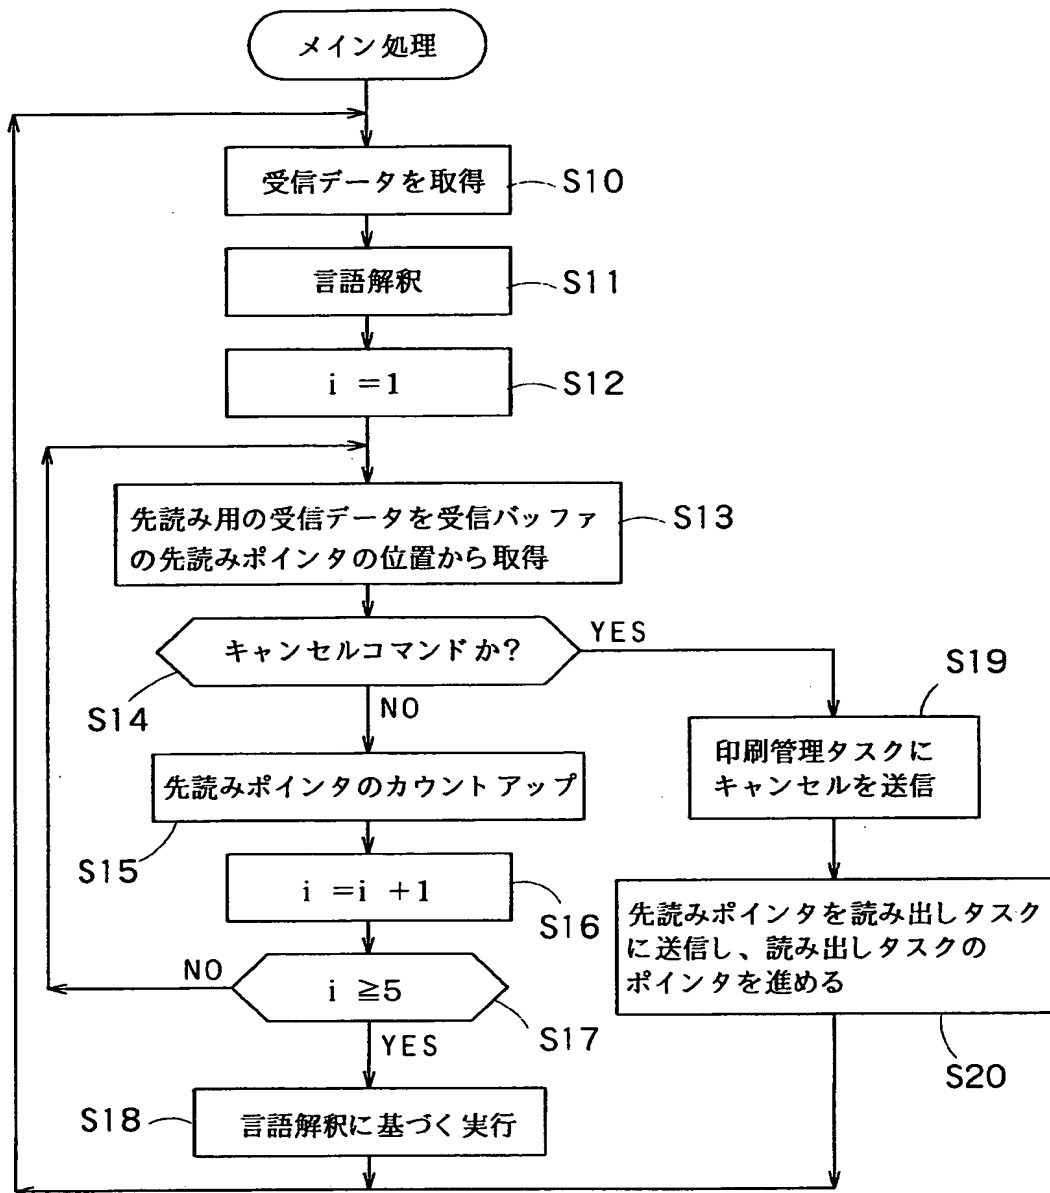 メイン処理
受信データを取得
S10
言語解釈
S11
i =1
S12
先読み用の受信データを受信バッファ
の先読みポインタの位置から取得
S13
キャンセルコマンドか?
YES
S14
NO
S19
印刷管理タスクに
キャンセルを送信
先読みポインタのカウントアップ
S15
i =i +1
S16
先読みポインタを読み出しタスク
に送信し、読み出しタスクの
ポインタを進める
S20
NO
i ≧5
S17
YES
S18
言語解釈に基づく実行